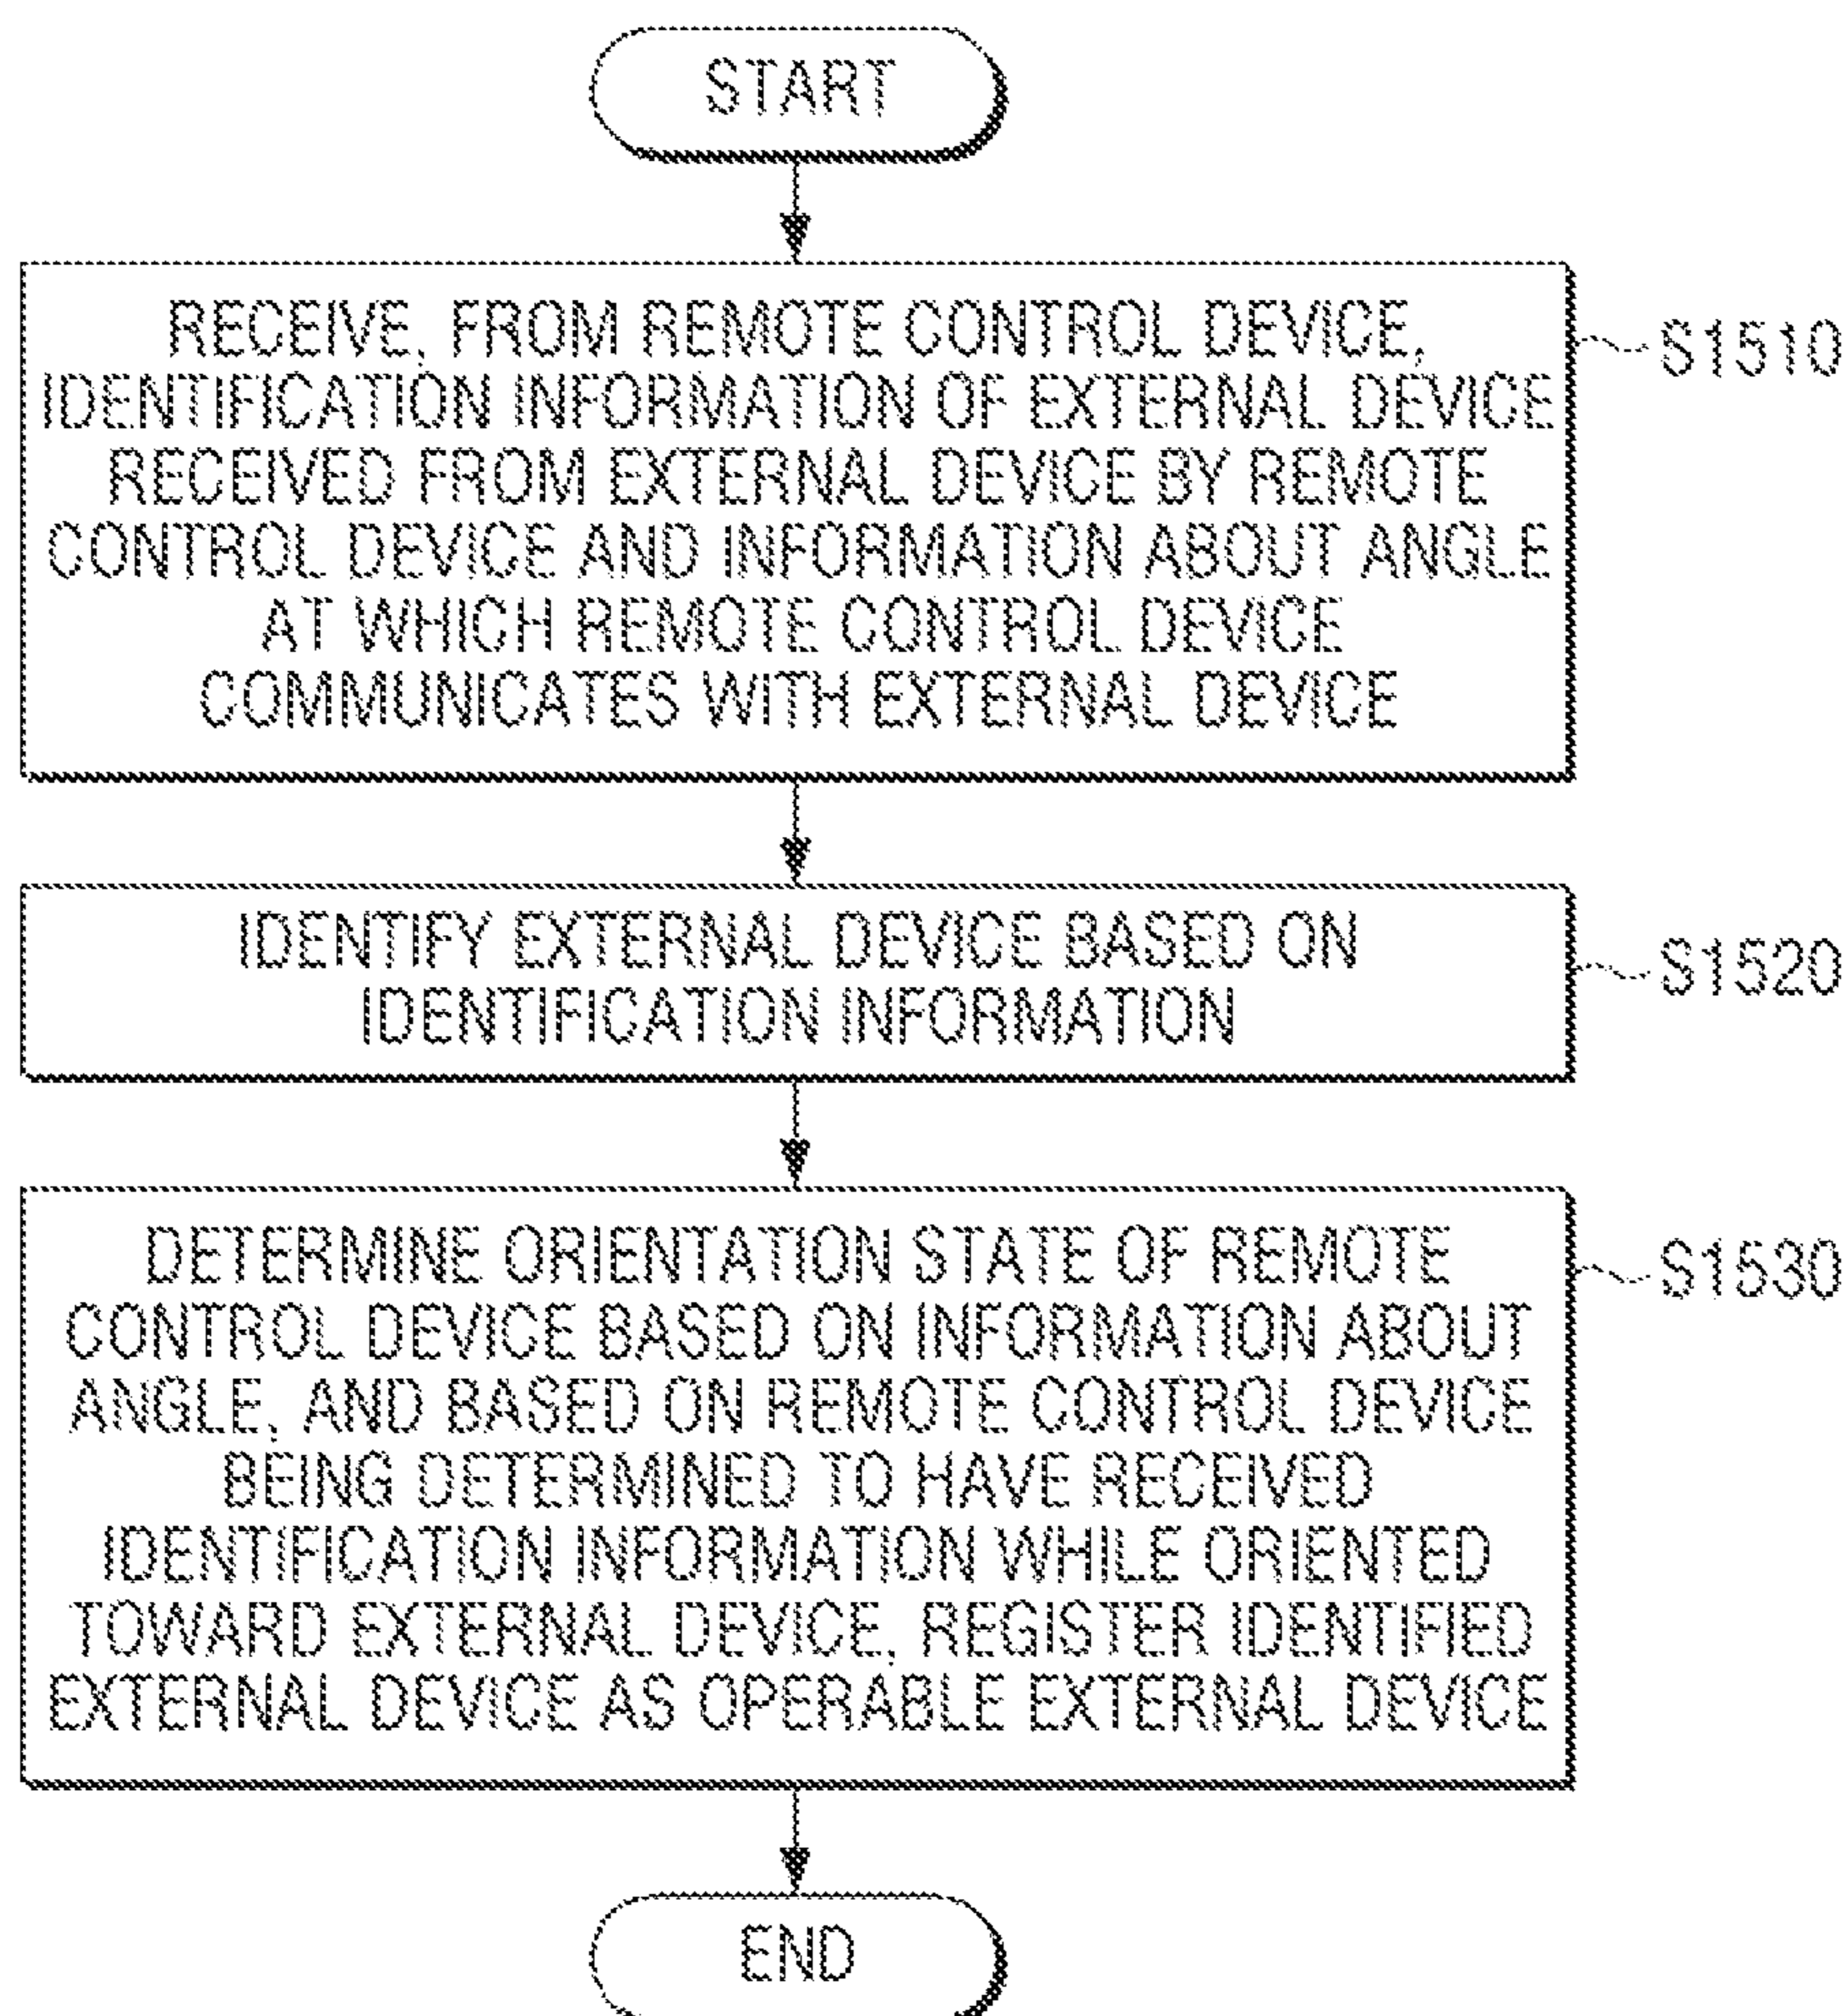 START
RECEIVE, FROM REMOTE CONTROL DEVICE,
IDENTIFICATION INFORMATION OF EXTERNAL DEVICE
RECEIVED FROM EXTERNAL DEVICE BY REMOTE
CONTROL DEVICE AND INFORMATION ABOUT ANGLE
AT WHICH REMOTE CONTROL DEVICE
COMMUNICATES WITH EXTERNAL DEVICE
S1510
IDENTIFY EXTERNAL DEVICE BASED ON
IDENTIFICATION INFORMATION
S1520
DETERMINE ORIENTATION STATE OF REMOTE
CONTROL DEVICE BASED ON INFORMATION ABOUT
ANGLE, AND BASED ON REMOTE CONTROL DEVICE
BEING DETERMINED TO HAVE RECEIVED
IDENTIFICATION INFORMATION WHILE ORIENTED
TOWARD EXTERNAL DEVICE, REGISTER IDENTIFIED
EXTERNAL DEVICE AS OPERABLE EXTERNAL DEVICE
S1530
END